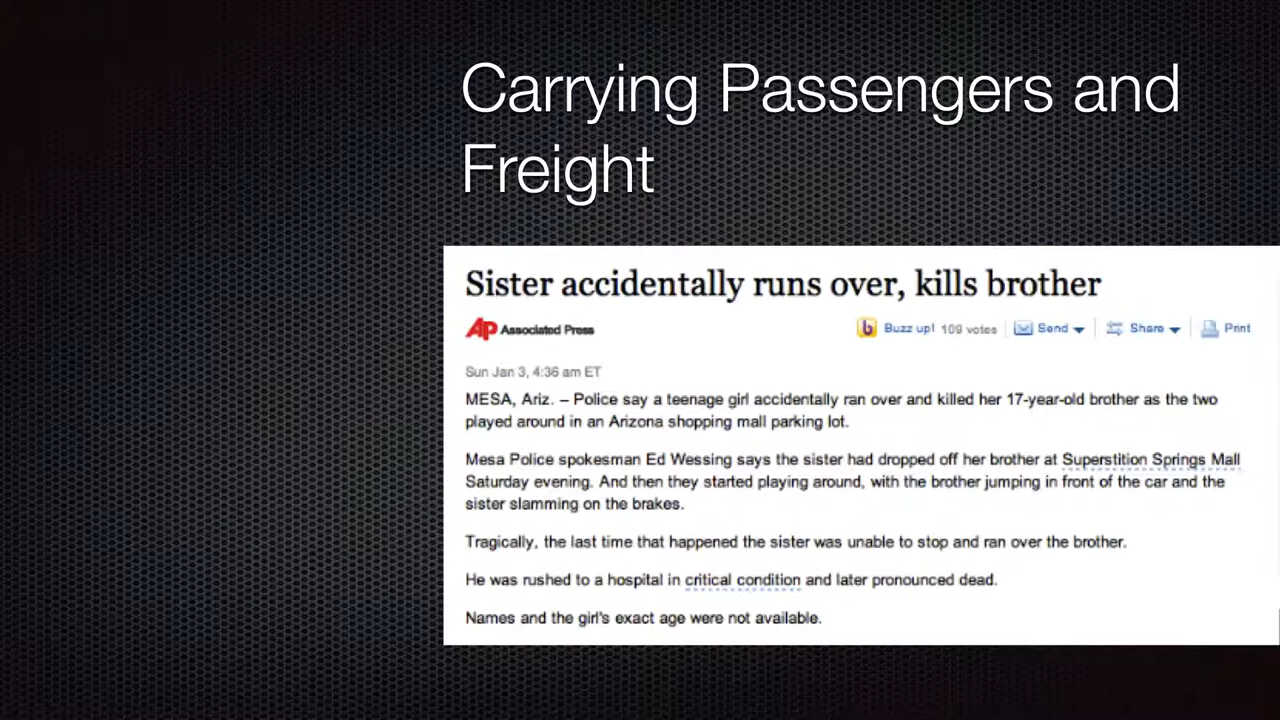 Carrying Passengers and
Freight
Sister accidentally runs over, kills brother
AP Associated Press
Buzz up! 109 votes Send Share Print
Sun Jan 3, 4:36 am ET
MESA, Ariz. – Police say a teenage girl accidentally ran over and killed her 17-year-old brother as the two
played around in an Arizona shopping mall parking lot.
Mesa Police spokesman Ed Wessing says the sister had dropped off her brother at Superstition Springs Mall
Saturday evening. And then they started playing around, with the brother jumping in front of the car and the
sister slamming on the brakes.
Tragically, the last time that happened the sister was unable to stop and ran over the brother.
He was rushed to a hospital in critical condition and later pronounced dead.
Names and the girl's exact age were not available.